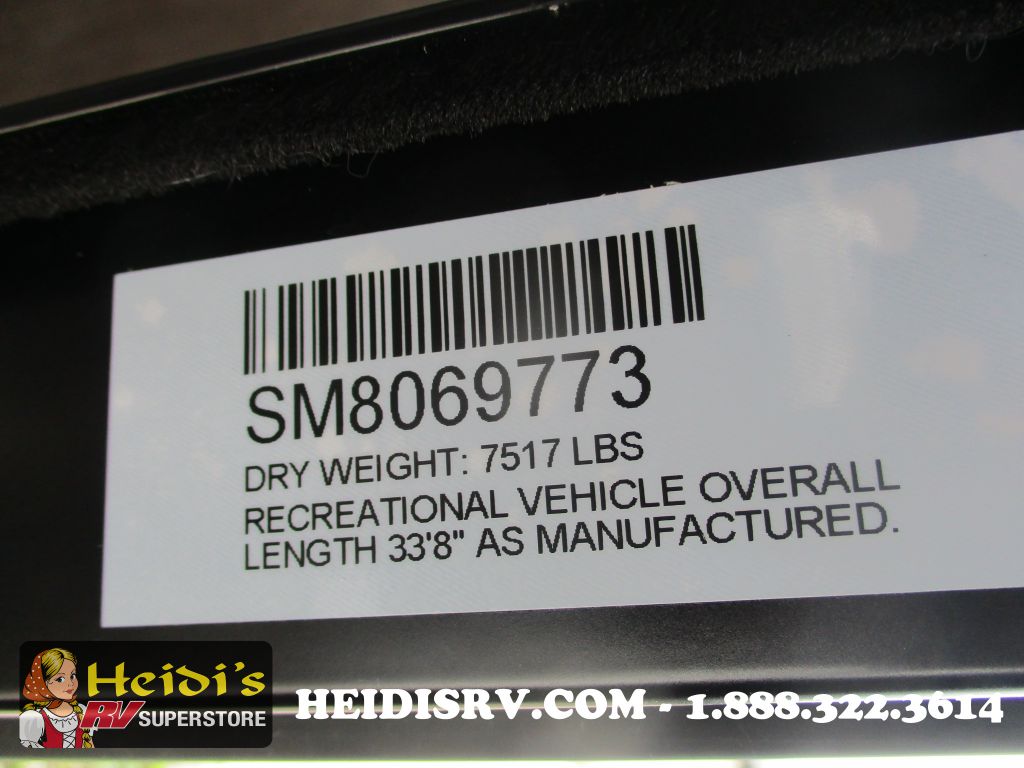 SM8069773
DRY WEIGHT: 7517 LBS
RECREATIONAL VEHICLE OVERALL
LENGTH 33'8" AS MANUFACTURED.
Heidi's
RV SUPERSTORE
HEIDISRV.COM - 1.888.322.3614